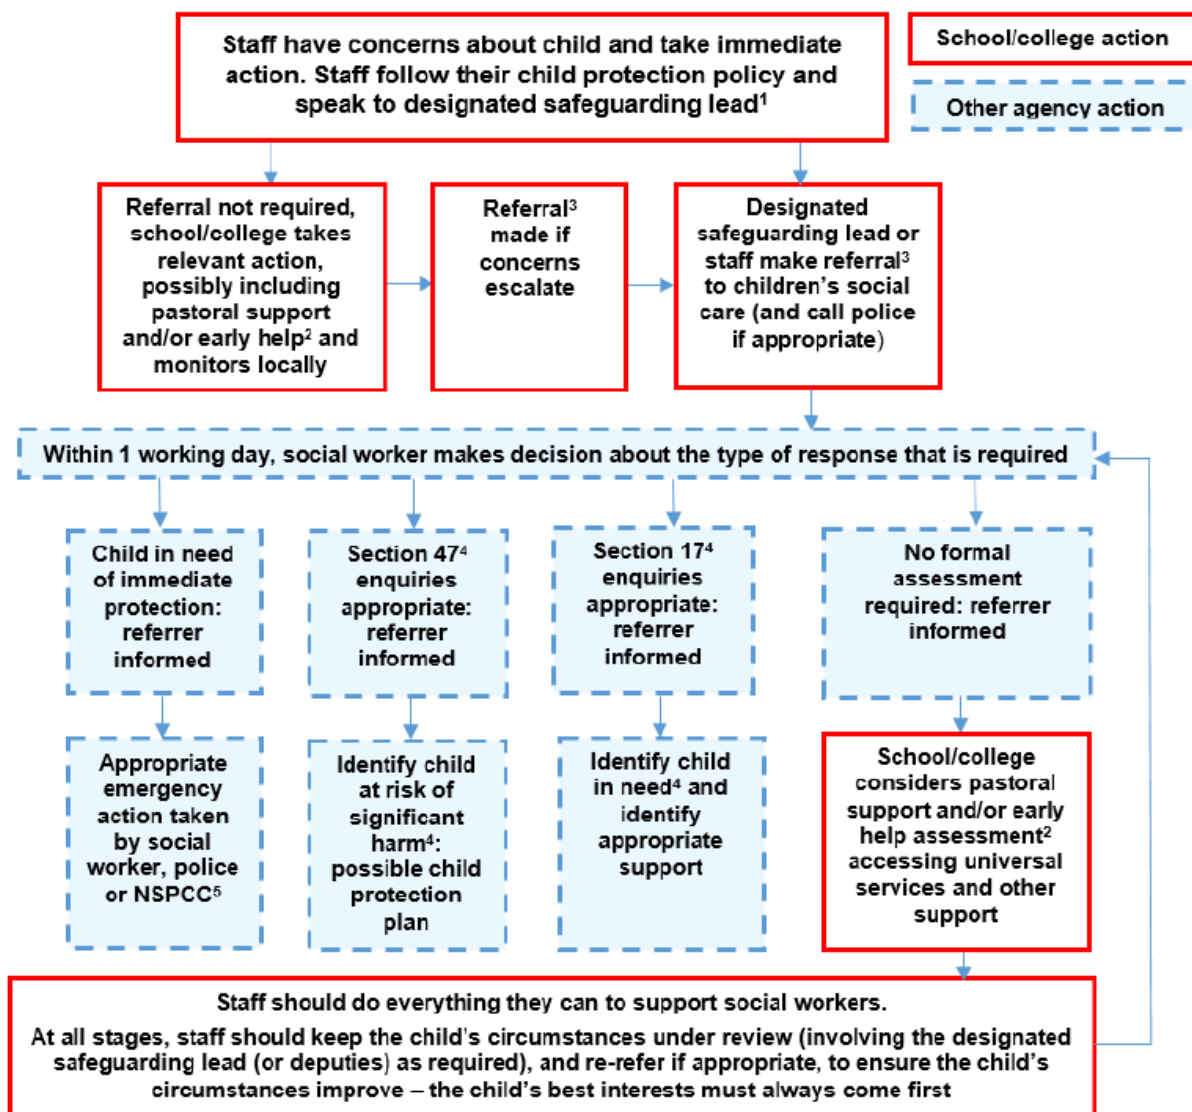 Staff have concerns about child and take immediate
action. Staff follow their child protection policy and
speak to designated safeguarding lead¹
School/college action
Other agency action
Referral not required,
school/college takes
relevant action,
possibly including
pastoral support
and/or early help² and
monitors locally
Referral³
made if
concerns
escalate
Designated
safeguarding lead or
staff make referral³
to children’s social
care (and call police
if appropriate)
Within 1 working day, social worker makes decision about the type of response that is required
Child in need
of immediate
protection:
referrer
informed
Section 47⁴
enquiries
appropriate:
referrer
informed
Section 17⁴
enquiries
appropriate:
referrer
informed
No formal
assessment
required: referrer
informed
Appropriate
emergency
action taken
by social
worker, police
or NSPCC⁵
Identify child
at risk of
significant
harm⁴:
possible child
protection
plan
Identify child
in need⁴ and
identify
appropriate
support
School/college
considers pastoral
support and/or early
help assessment²
accessing universal
services and other
support
Staff should do everything they can to support social workers.
At all stages, staff should keep the child’s circumstances under review (involving the designated
safeguarding lead (or deputies) as required), and re-refer if appropriate, to ensure the child’s
circumstances improve – the child’s best interests must always come first